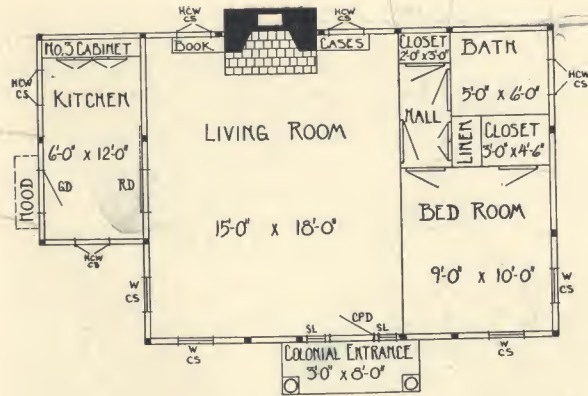 HCW
CS
HCW
CS
NO.3 CABINET
BOOK
CASES
CLOSET
2'-0" x 3'-0"
BATH
HCW
CS
HCW
CS
KITCHEN
5'-0" x 6'-0"
HALL
LIVING ROOM
6'-0" x 12'-0"
LINEN
CLOSET
3'-0" x 4'-6"
HOOD
GD
RD
BED ROOM
15'-0" x 18'-0"
HCW
CS
W
CS
9'-0" x 10'-0"
W
CS
CPD
SL
SL
W
CS
COLONIAL ENTRANCE
3'-0" x 8'-0"
W
CS